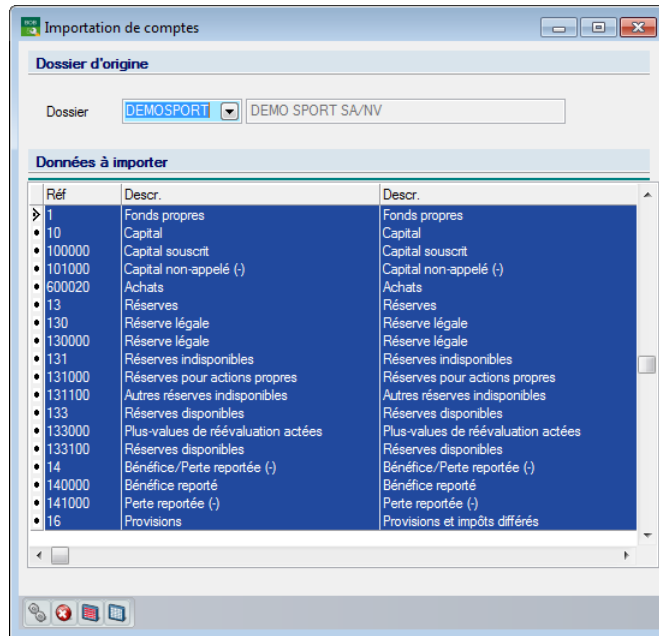 BOB
Importation de comptes
Dossier d'origine
Dossier DEMOSPORT DEMO SPORT SA/NV
Données à importer
Réf Descr. Descr.
1 Fonds propres Fonds propres
10 Capital Capital
100000 Capital souscrit Capital souscrit
101000 Capital non-appelé (-) Capital non-appelé (-)
600020 Achats Achats
13 Réserves Réserves
130 Réserve légale Réserve légale
130000 Réserve légale Réserve légale
131 Réserves indisponibles Réserves indisponibles
131000 Réserves pour actions propres Réserves pour actions propres
131100 Autres réserves indisponibles Autres réserves indisponibles
133 Réserves disponibles Réserves disponibles
133000 Plus-values de réévaluation actées Plus-values de réévaluation actées
133100 Réserves disponibles Réserves disponibles
14 Bénéfice/Perte reportée (-) Bénéfice/Perte reportée (-)
140000 Bénéfice reporté Bénéfice reporté
141000 Perte reportée (-) Perte reportée (-)
16 Provisions Provisions et impôts différés